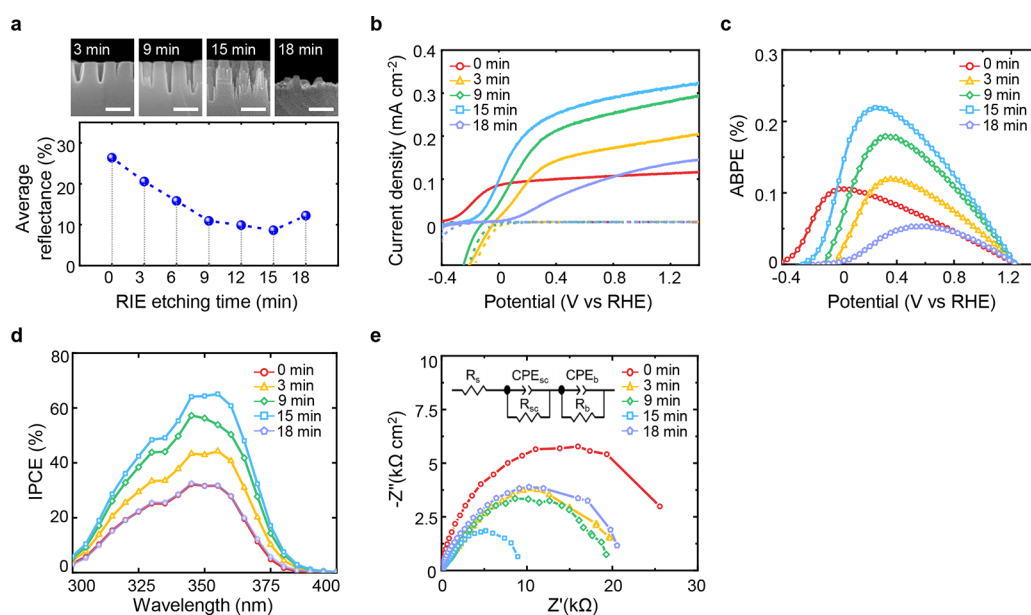 a
3 min
9 min
15 min
18 min
Average
reflectance (%)
30
20
10
0
0
3
6
9
12
15
18
RIE etching time (min)
b
0 min
3 min
9 min
15 min
18 min
Current density (mA cm⁻²)
0.4
0.3
0.2
0.1
0
-0.4
0
0.4
0.8
1.2
Potential (V vs RHE)
c
0 min
3 min
9 min
15 min
18 min
ABPE (%)
0.3
0.2
0.1
0
-0.4
0
0.4
0.8
1.2
Potential (V vs RHE)
d
0 min
3 min
9 min
15 min
18 min
IPCE (%)
80
60
40
20
0
300
350
400
Wavelength (nm)
e
Rs
CPEsc
CPEb
Rsc
Rb
0 min
3 min
9 min
15 min
18 min
-Z''(kΩ cm²)
10
7.5
5
2.5
0
0
10
20
30
Z'(kΩ)